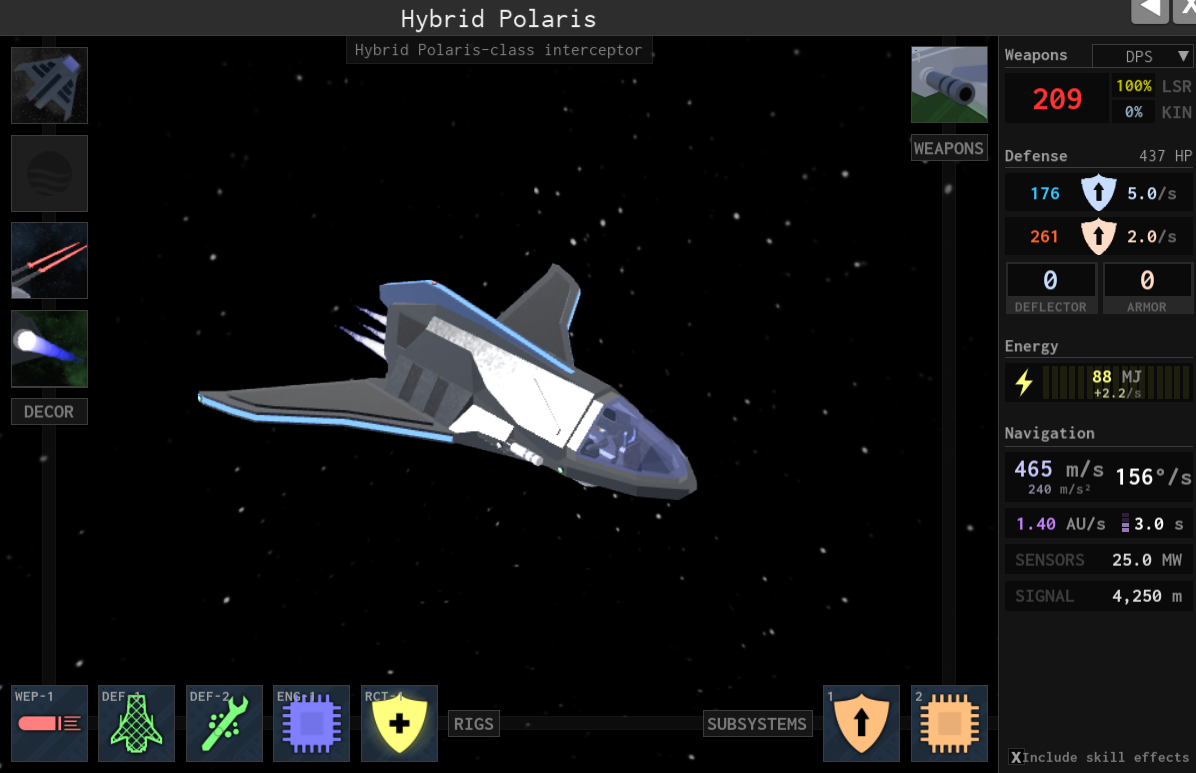 Hybrid Polaris
X
Hybrid Polaris-class interceptor
WEAPONS
DECOR
Weapons DPS
209 100% LSR
0% KIN
Defense 437 HP
176 5.0/s
261 2.0/s
0 0
DEFLECTOR ARMOR
Energy
88 MJ
+2.2/s
Navigation
465 m/s 156°/s
240 m/s²
1.40 AU/s 3.0 s
SENSORS 25.0 MW
SIGNAL 4,250 m
WEP-1 DEF-1 DEF-2 ENG-1 RCT-1 RIGS SUBSYSTEMS 1 2
X Include skill effects